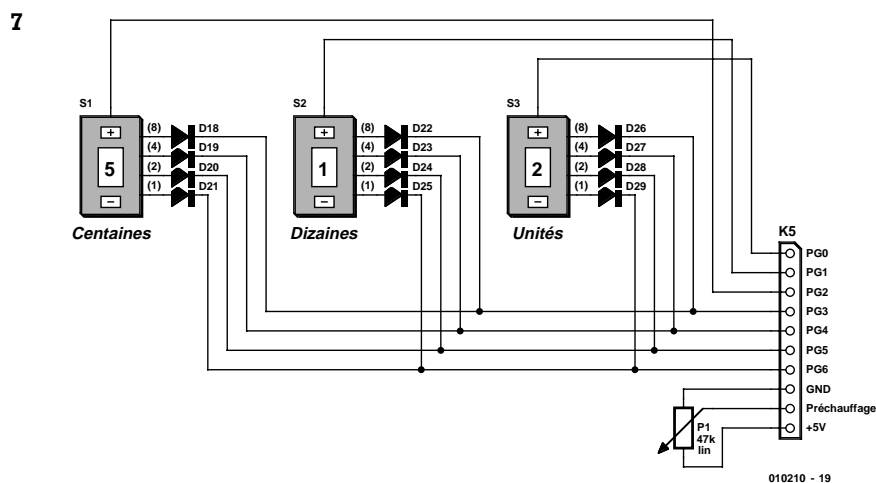 7
S1
S2
S3
+
(8)
D18
(4)
D19
5
(2)
D20
(1)
D21
−
Centaines
+
(8)
D22
(4)
D23
1
(2)
D24
(1)
D25
−
Dizaines
+
(8)
D26
(4)
D27
2
(2)
D28
(1)
D29
−
Unités
K5
PG0
PG1
PG2
PG3
PG4
PG5
PG6
GND
Préchauffage
+5V
P1
47k
lin
010210 - 19